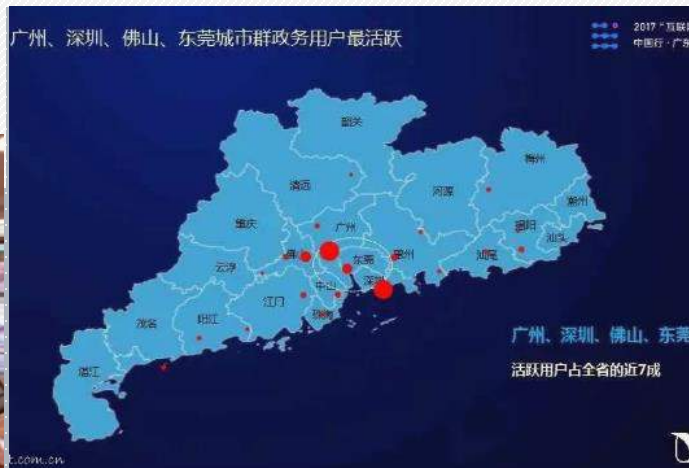 广州、深圳、佛山、东莞城市群政务用户最活跃
2017 "互联
中国行·广东
韶关
梅州
清远
河源
潮州
肇庆
广州
揭阳
汕头
云浮
东莞
惠州
汕尾
深圳
中山
江门
珠海
茂名
阳江
湛江
广州、深圳、佛山、东莞
活跃用户占全省的近7成
t.com.cn